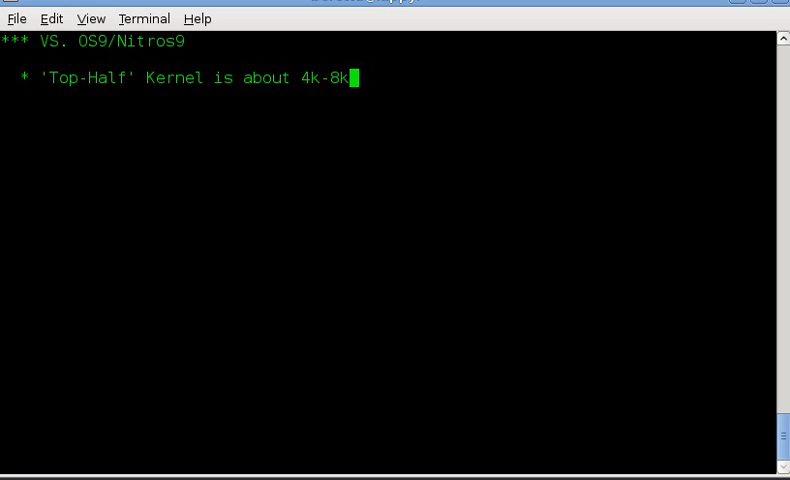 File Edit View Terminal Help
*** VS. OS9/Nitros9
* 'Top-Half' Kernel is about 4k-8k